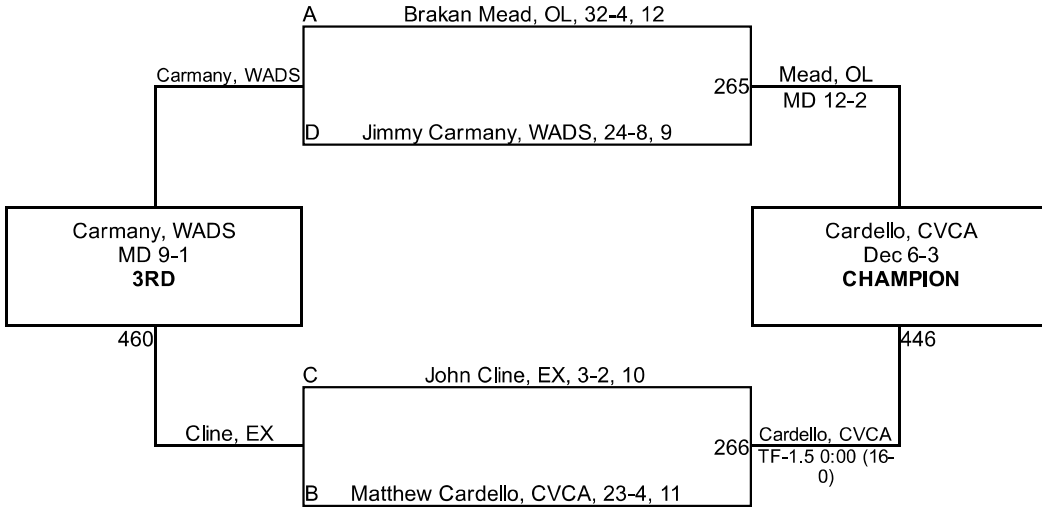 A
Brakan Mead, OL, 32-4, 12
Carmany, WADS
265
Mead, OL
MD 12-2
D
Jimmy Carmany, WADS, 24-8, 9
Carmany, WADS
MD 9-1
3RD
Cardello, CVCA
Dec 6-3
CHAMPION
460
446
C
John Cline, EX, 3-2, 10
Cline, EX
266
Cardello, CVCA
TF-1.5 0:00 (16-
0)
B
Matthew Cardello, CVCA, 23-4, 11